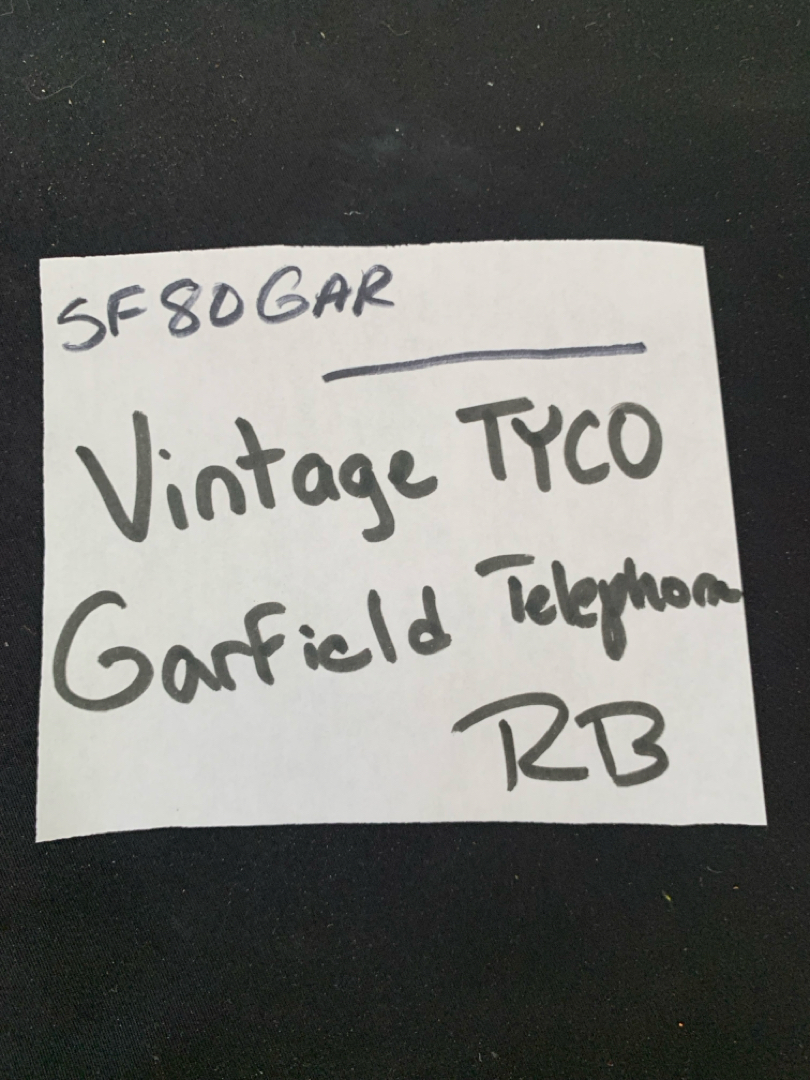 SF80GAR
Vintage TYCO
Garfield Telephone
RB